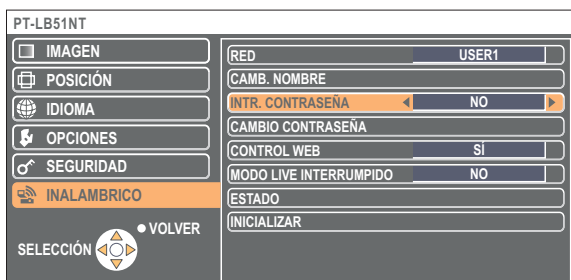 PT-LB51NT
IMAGEN
POSICIÓN
IDIOMA
OPCIONES
SEGURIDAD
INALAMBRICO
VOLVER
SELECCIÓN
RED USER1
CAMB. NOMBRE
INTR. CONTRASEÑA NO
CAMBIO CONTRASEÑA
CONTROL WEB SÍ
MODO LIVE INTERRUMPIDO NO
ESTADO
INICIALIZAR